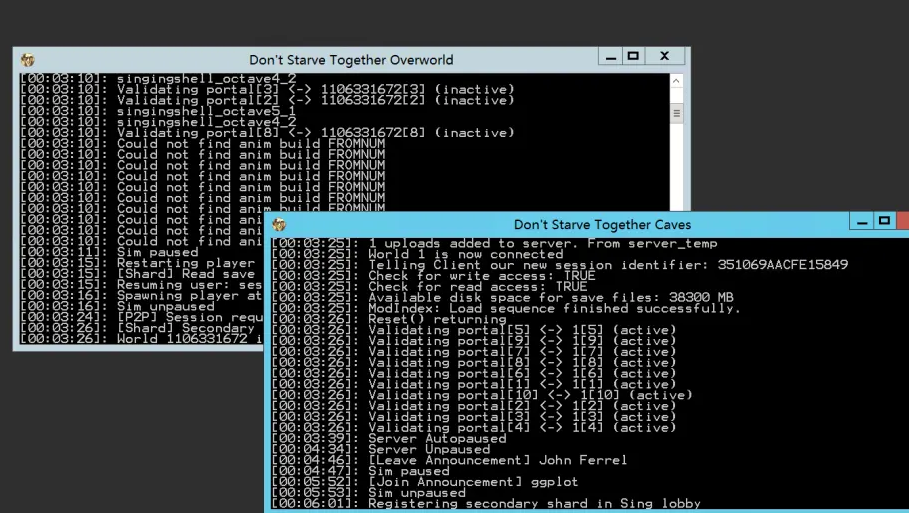 Don't Starve Together Overworld
[00:03:10]: singingshell_octave4_2
[00:03:10]: Validating portal[3] <-> 1106331672[3] (inactive)
[00:03:10]: Validating portal[2] <-> 1106331672[2] (inactive)
[00:03:10]: singingshell_octave5_1
[00:03:10]: singingshell_octave4_2
[00:03:10]: Validating portal[8] <-> 1106331672[8] (inactive)
[00:03:10]: Could not find anim build FROMNUM
[00:03:10]: Could not find anim build FROMNUM
[00:03:10]: Could not find anim build FROMNUM
[00:03:10]: Could not find anim build FROMNUM
[00:03:10]: Could not find anim build FROMNUM
[00:03:10]: Could not find anim build FROMNUM
[00:03:10]: Could not find anim build FROMNUM
[00:03:10]: Could not find ani
[00:03:10]: Could not find ani
[00:03:10]: Could not find ani
[00:03:11]: Sim paused
[00:03:15]: Restarting player
[00:03:15]: [Shard] Read save
[00:03:15]: Resuming user: ses
[00:03:16]: Spawning player at
[00:03:16]: Sim unpaused
[00:03:24]: [P2P] Session requ
[00:03:26]: [Shard] Secondary
[00:03:26]: World 1106331672 i
Don't Starve Together Caves
[00:03:25]: 1 uploads added to server. From server_temp
[00:03:25]: World 1 is now connected
[00:03:25]: Telling Client our new session identifier: 351069AACFE15849
[00:03:25]: Check for write access: TRUE
[00:03:25]: Check for read access: TRUE
[00:03:25]: Available disk space for save files: 38300 MB
[00:03:25]: ModIndex: Load sequence finished successfully.
[00:03:26]: Reset() returning
[00:03:26]: Validating portal[5] <-> 1[5] (active)
[00:03:26]: Validating portal[9] <-> 1[9] (active)
[00:03:26]: Validating portal[7] <-> 1[7] (active)
[00:03:26]: Validating portal[8] <-> 1[8] (active)
[00:03:26]: Validating portal[6] <-> 1[6] (active)
[00:03:26]: Validating portal[1] <-> 1[1] (active)
[00:03:26]: Validating portal[10] <-> 1[10] (active)
[00:03:26]: Validating portal[2] <-> 1[2] (active)
[00:03:26]: Validating portal[3] <-> 1[3] (active)
[00:03:26]: Validating portal[4] <-> 1[4] (active)
[00:03:39]: Server Autopaused
[00:04:34]: Server Unpaused
[00:04:46]: [Leave Announcement] John Ferrel
[00:04:47]: Sim paused
[00:05:52]: [Join Announcement] ggplot
[00:05:53]: Sim unpaused
[00:06:01]: Registering secondary shard in Sing lobby